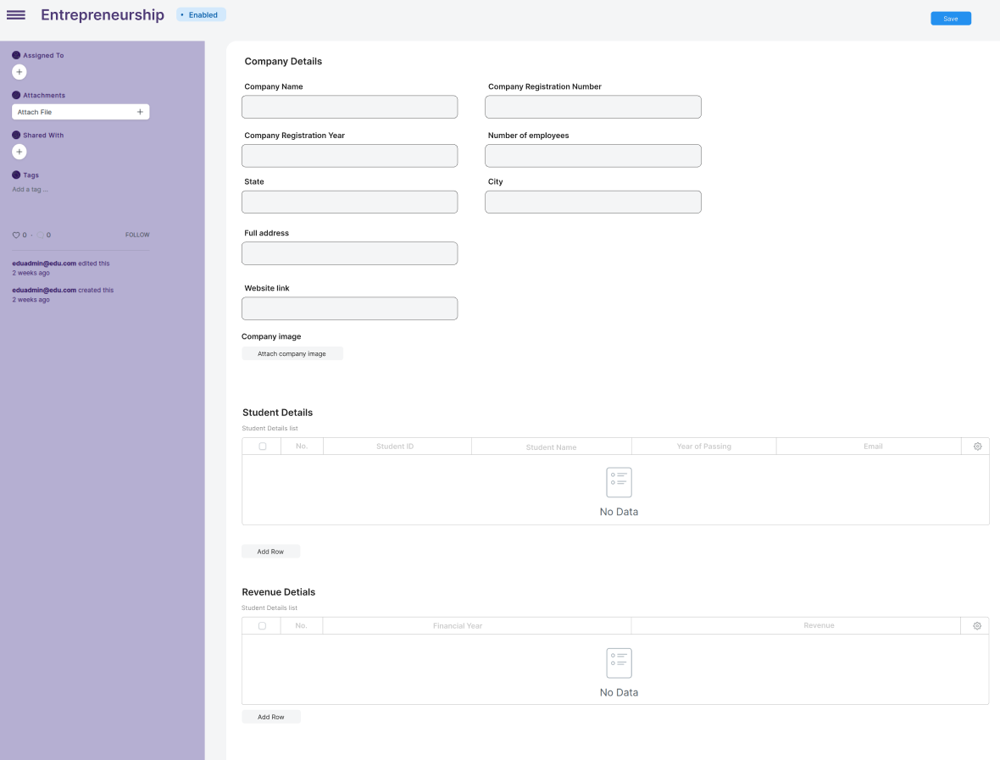 Entrepreneurship
• Enabled
Save
Assigned To
+
Attachments
Attach File +
Shared With
+
Tags
Add a tag ...
0 · 0 FOLLOW
eduadmin@edu.com edited this
2 weeks ago
eduadmin@edu.com created this
2 weeks ago
Company Details
Company Name Company Registration Number
Company Registration Year Number of employees
State City
Full address
Website link
Company image
Attach company image
Student Details
Student Details list
No. Student ID Student Name Year of Passing Email
No Data
Add Row
Revenue Detials
Student Details list
No. Financial Year Revenue
No Data
Add Row